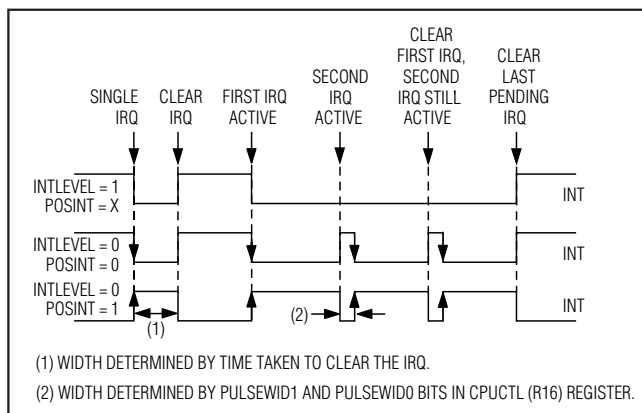 SINGLE
IRQ
CLEAR
IRQ
FIRST IRQ
ACTIVE
SECOND
IRQ
ACTIVE
CLEAR
FIRST IRQ,
SECOND
IRQ STILL
ACTIVE
CLEAR
LAST
PENDING
IRQ
INTLEVEL = 1
POSINT = X
INT
INTLEVEL = 0
POSINT = 0
INT
INTLEVEL = 0
POSINT = 1
INT
(1)
(2)
(1) WIDTH DETERMINED BY TIME TAKEN TO CLEAR THE IRQ.
(2) WIDTH DETERMINED BY PULSEWID1 AND PULSEWID0 BITS IN CPUCTL (R16) REGISTER.